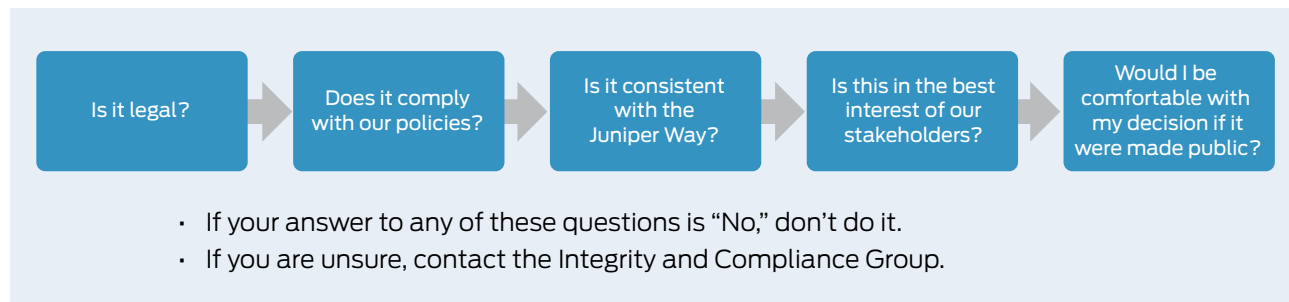 Is it legal?
Does it comply
with our policies?
Is it consistent
with the
Juniper Way?
Is this in the best
interest of our
stakeholders?
Would I be
comfortable with
my decision if it
were made public?
· If your answer to any of these questions is “No,” don’t do it.
· If you are unsure, contact the Integrity and Compliance Group.